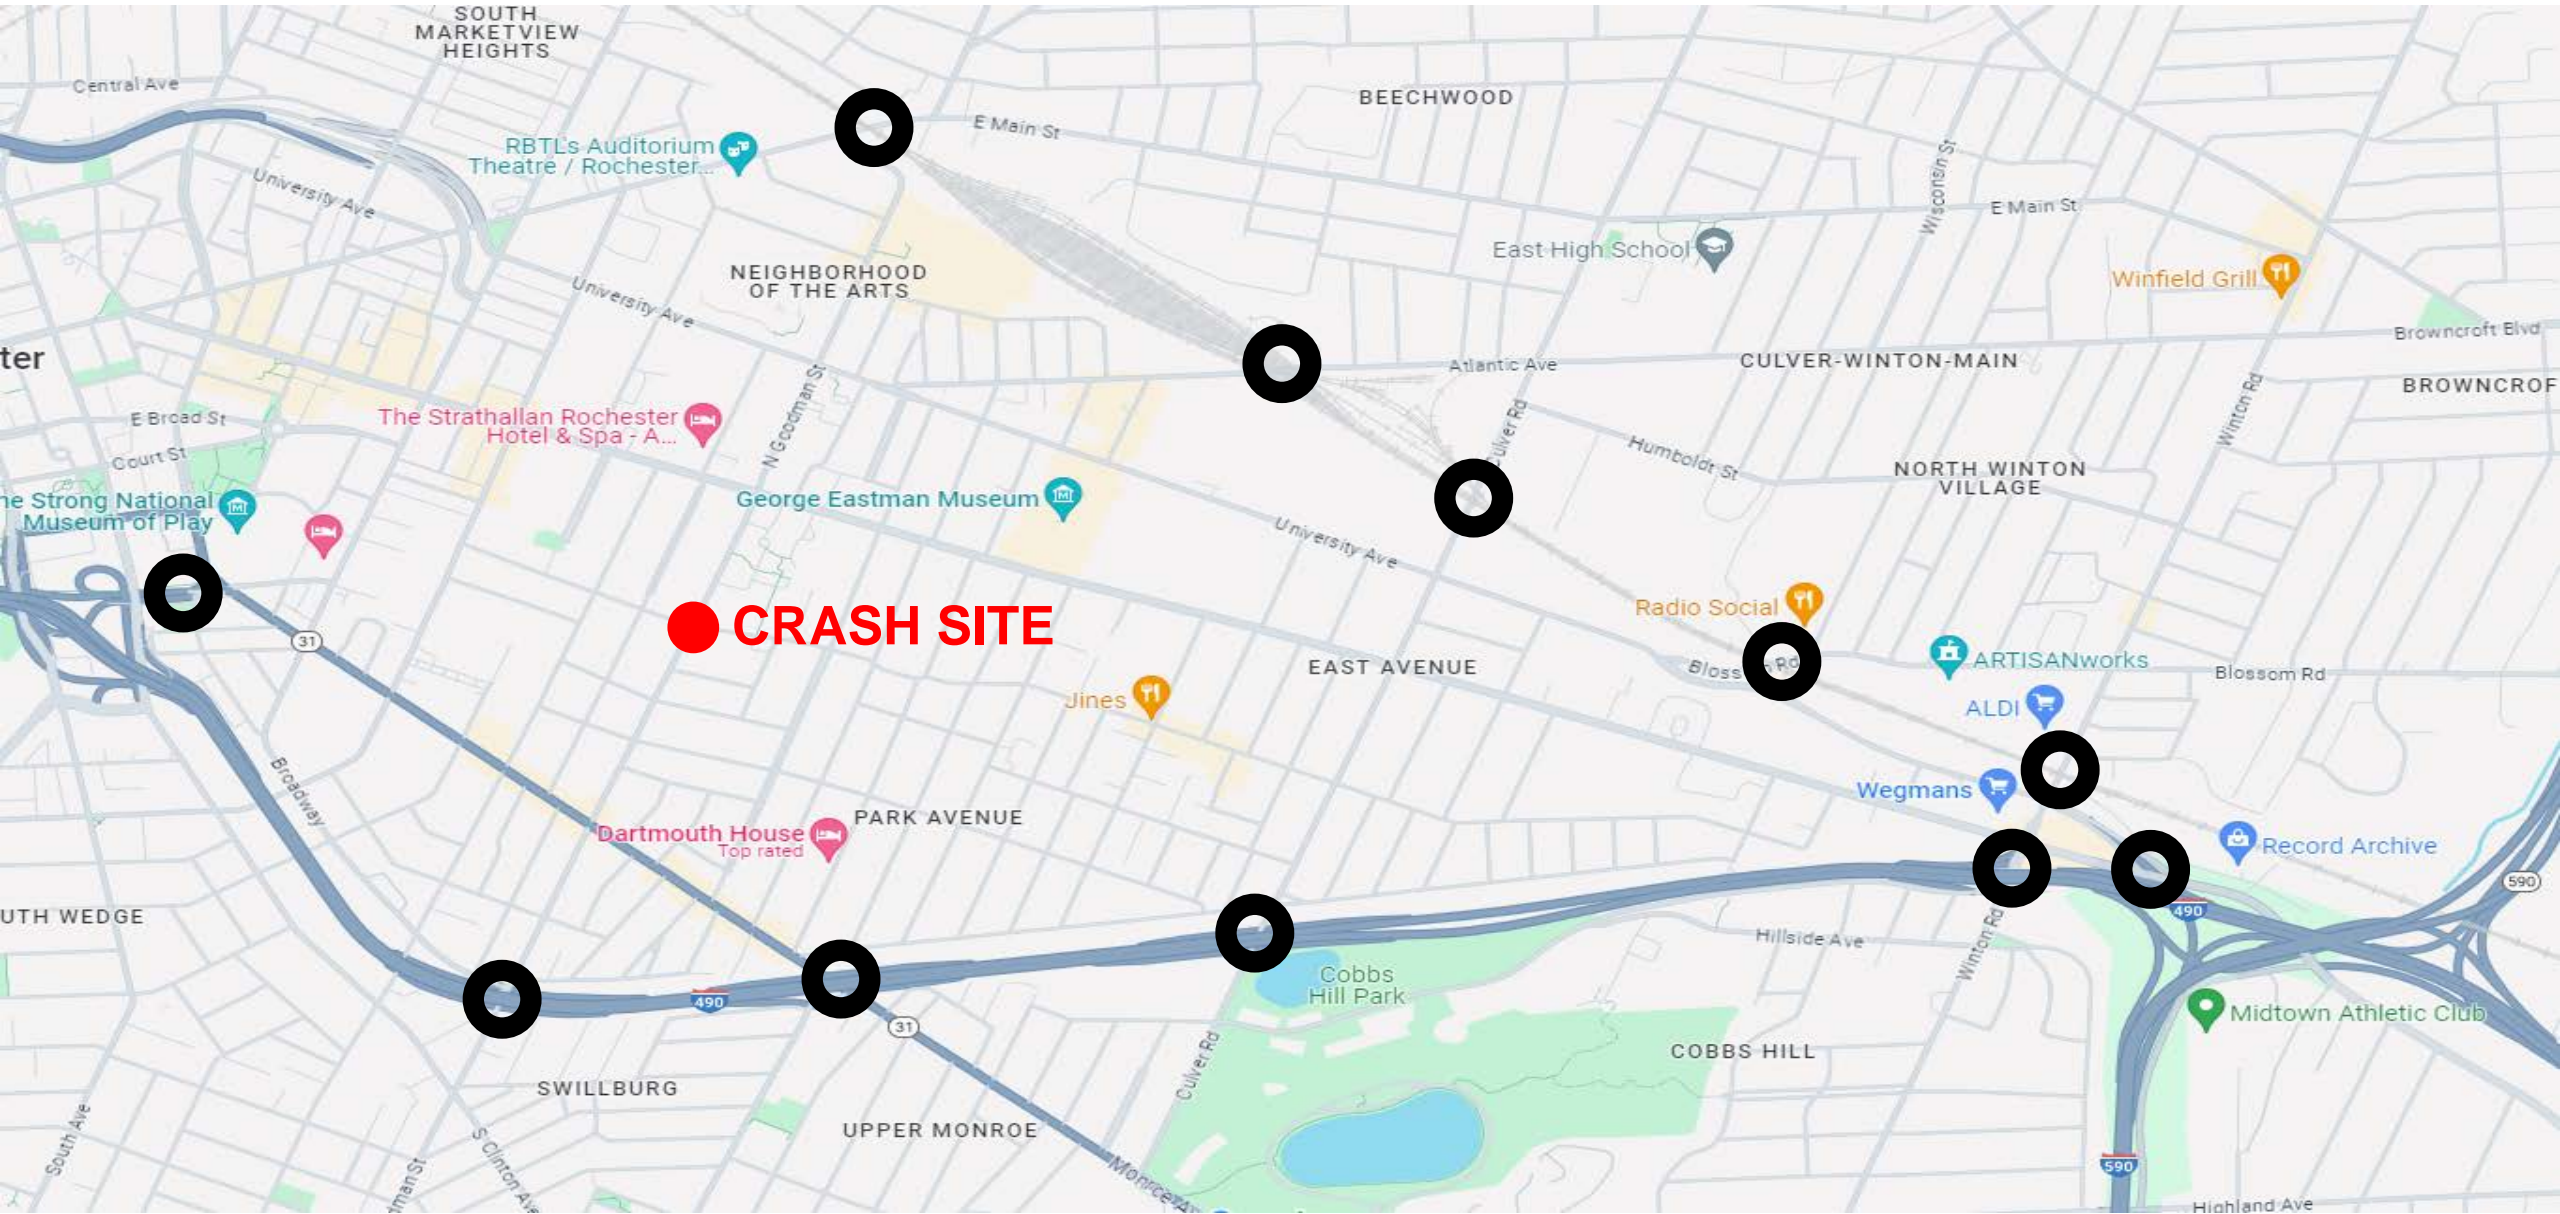 SOUTH
MARKETVIEW
HEIGHTS
Central Ave
BEECHWOOD
E Main St
RBTL's Auditorium
Theatre / Rochester...
University Ave
Wisconsin St
E Main St
East High School
NEIGHBORHOOD
OF THE ARTS
Winfield Grill
University Ave
Browncroft Blvd
ter
Atlantic Ave
CULVER-WINTON-MAIN
BROWNCROF
N Goodman St
Winton Rd
E Broad St
The Strathallan Rochester
Hotel & Spa - A...
Culver Rd
Humboldt St
Court St
NORTH WINTON
VILLAGE
he Strong National
Museum of Play
George Eastman Museum
University Ave
Radio Social
CRASH SITE
31
EAST AVENUE
Bloss
Rd
ARTISANworks
Blossom Rd
Jines
ALDI
Wegmans
Broadway
Dartmouth House
Top rated
PARK AVENUE
Record Archive
590
UTH WEDGE
490
Hillside Ave
Winton Rd
Cobbs
Hill Park
490
31
Midtown Athletic Club
COBBS HILL
Culver Rd
SWILLBURG
UPPER MONROE
South Ave
dman St
S Clinton Ave
Monroe Av
590
Highland Ave